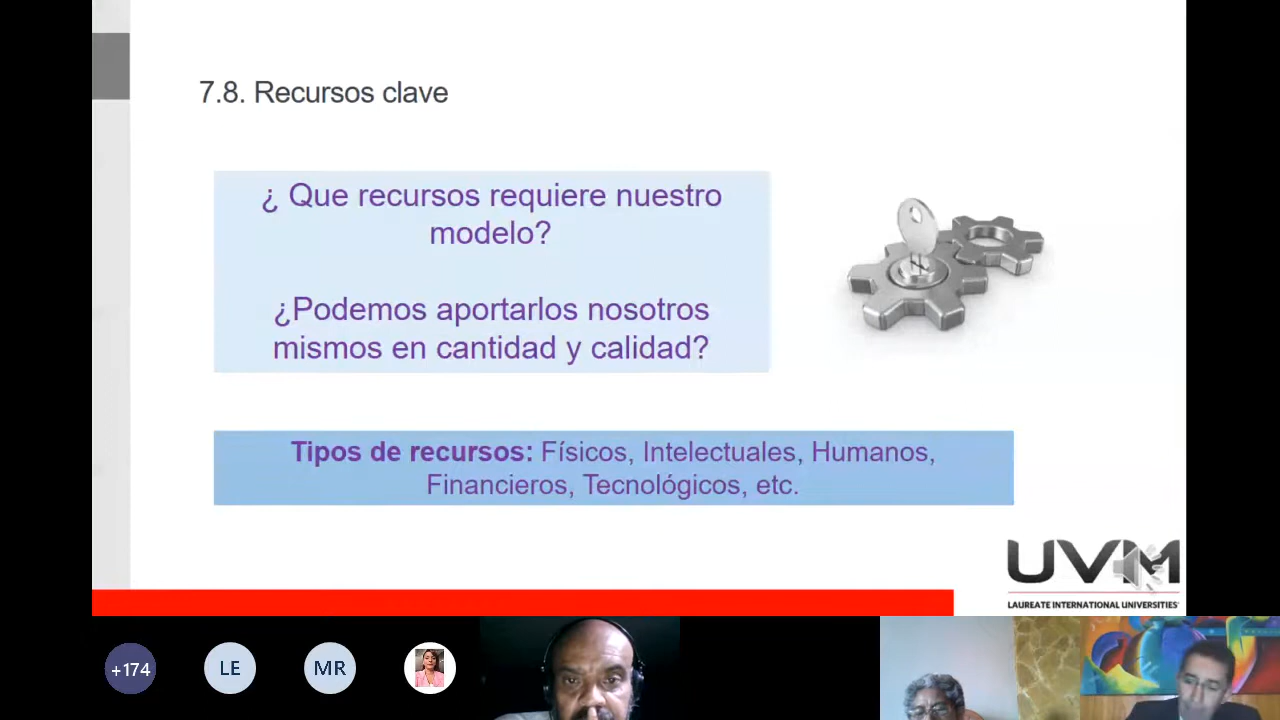 7.8. Recursos clave
¿ Que recursos requiere nuestro
modelo?
¿Podemos aportarlos nosotros
mismos en cantidad y calidad?
Tipos de recursos: Físicos, Intelectuales, Humanos,
Financieros, Tecnológicos, etc.
UVM
LAUREATE INTERNATIONAL UNIVERSITIES
+174
LE
MR